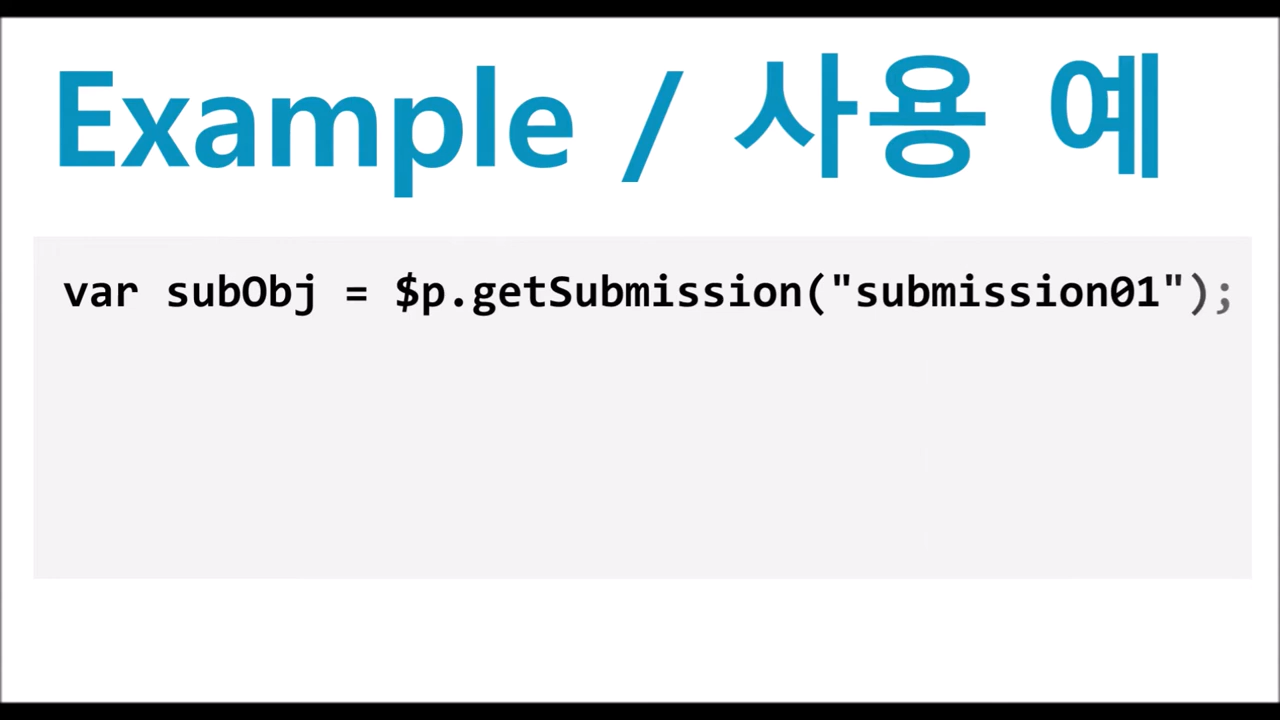 Example / 사용 예
var subObj = $p.getSubmission("submission01");